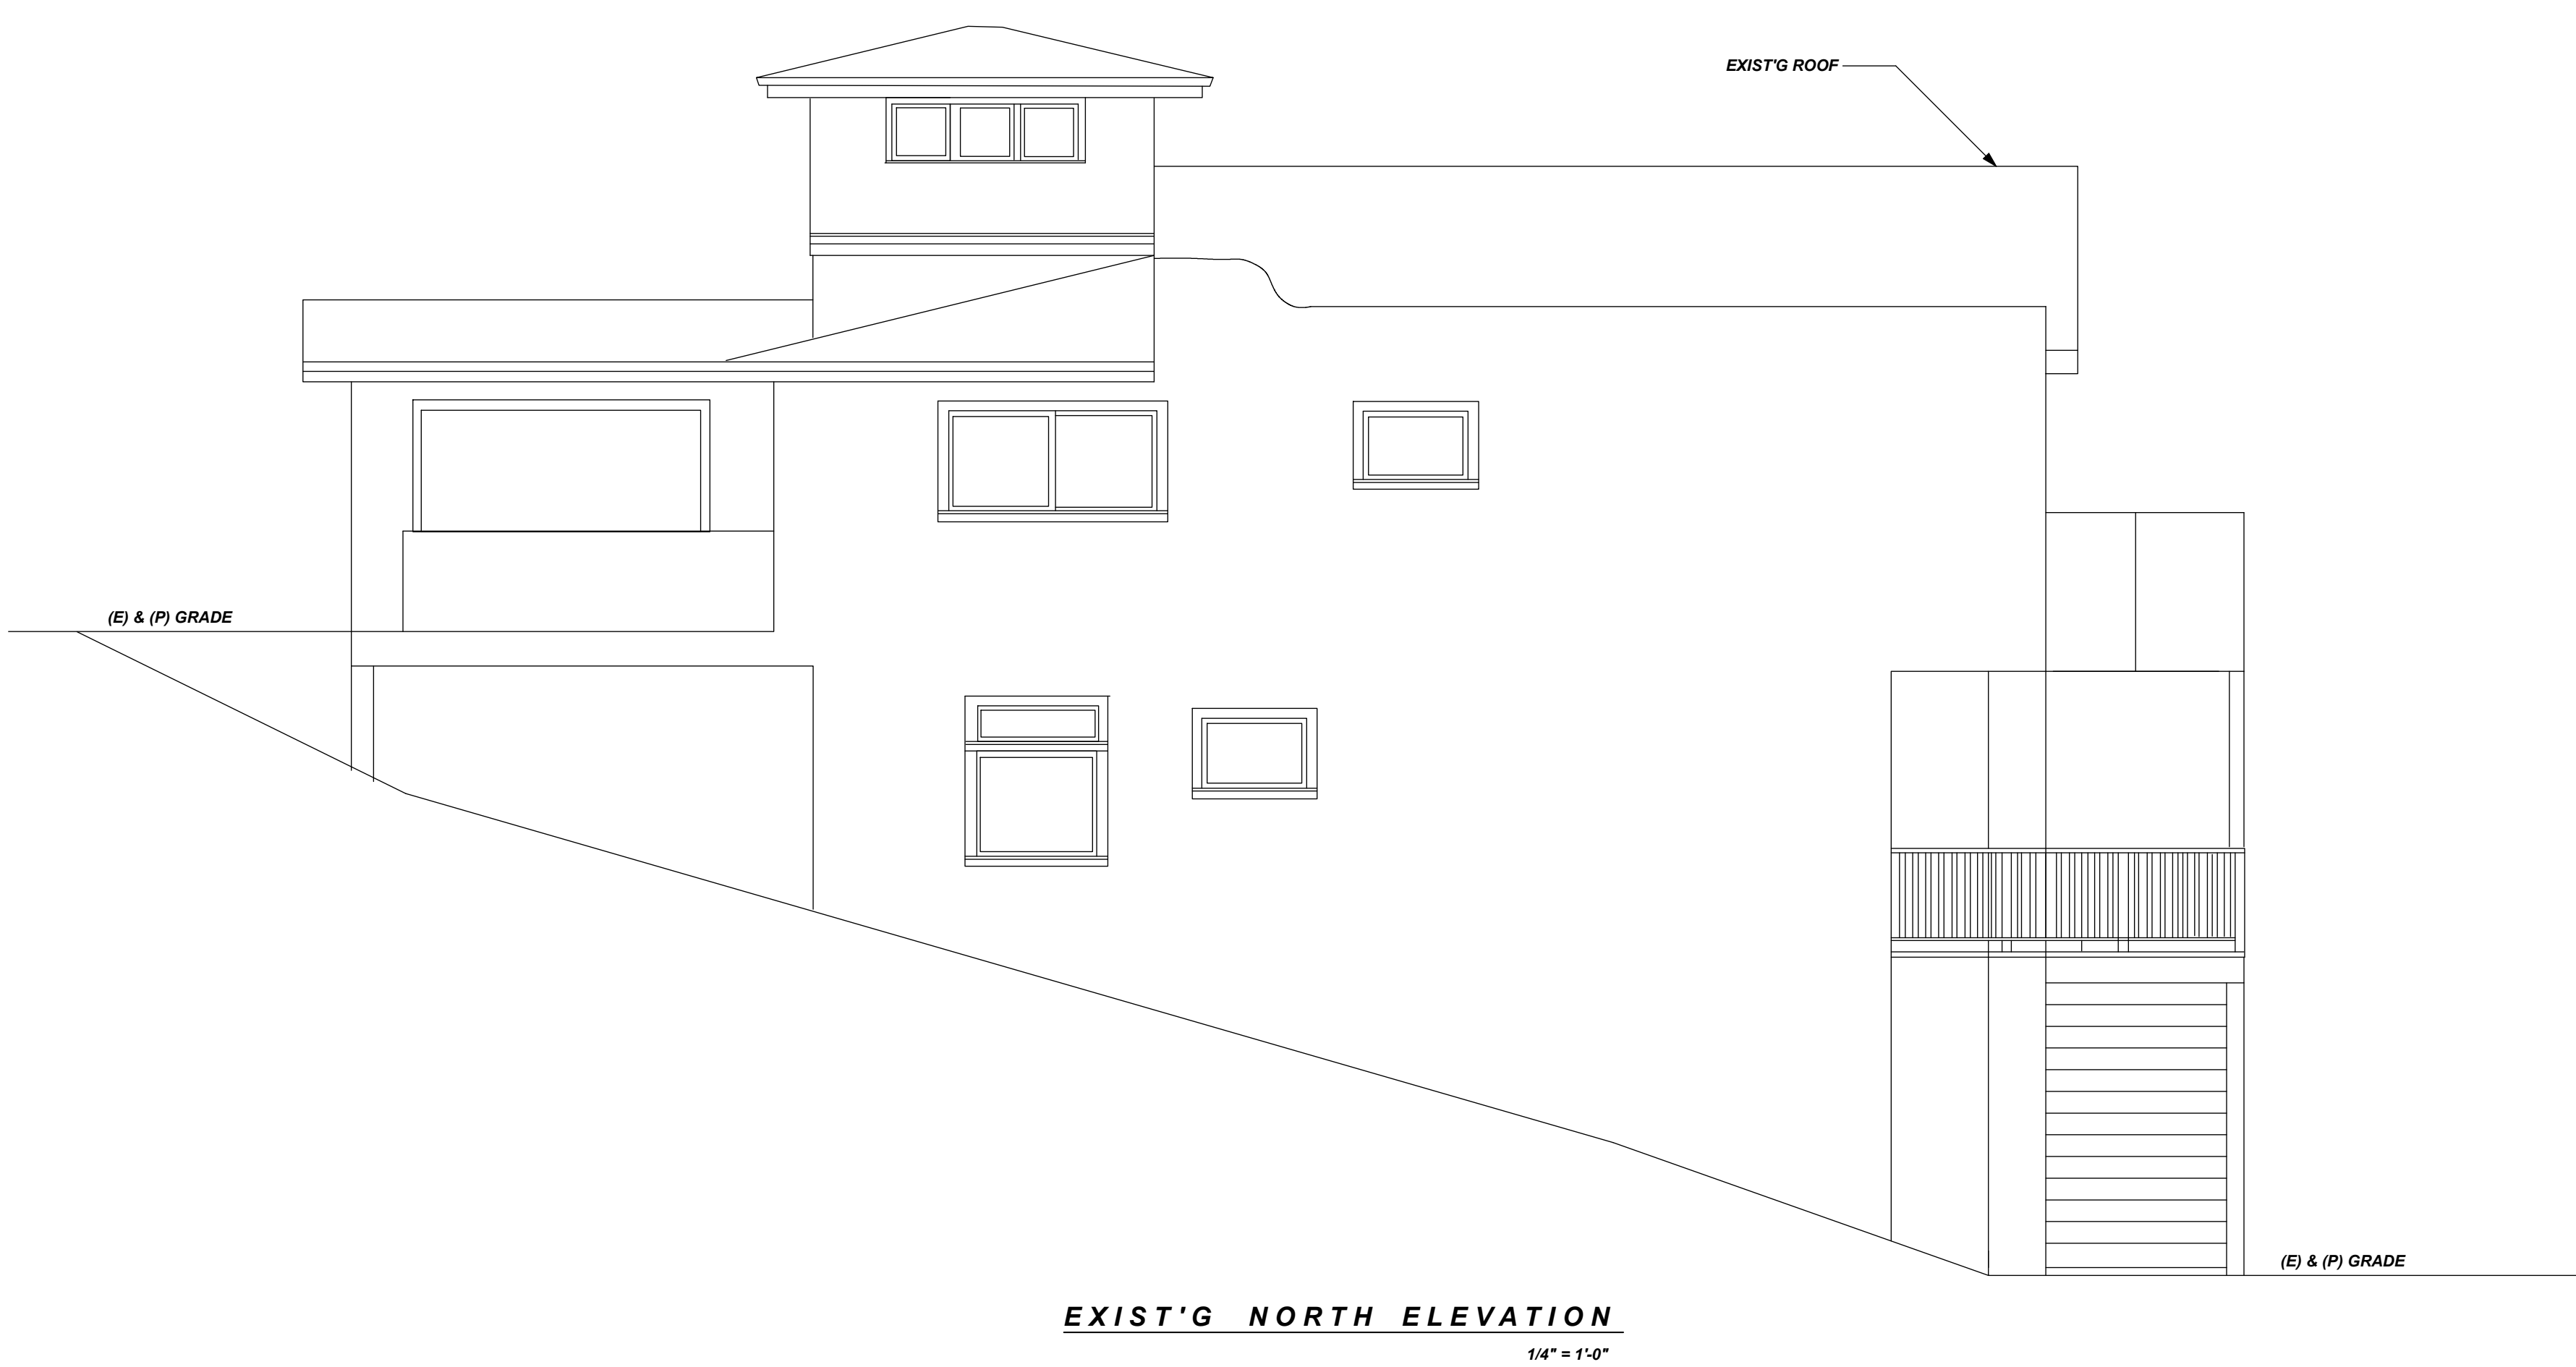 EXIST'G ROOF
(E) & (P) GRADE
(E) & (P) GRADE
EXIST'G NORTH ELEVATION
1/4" = 1'-0"